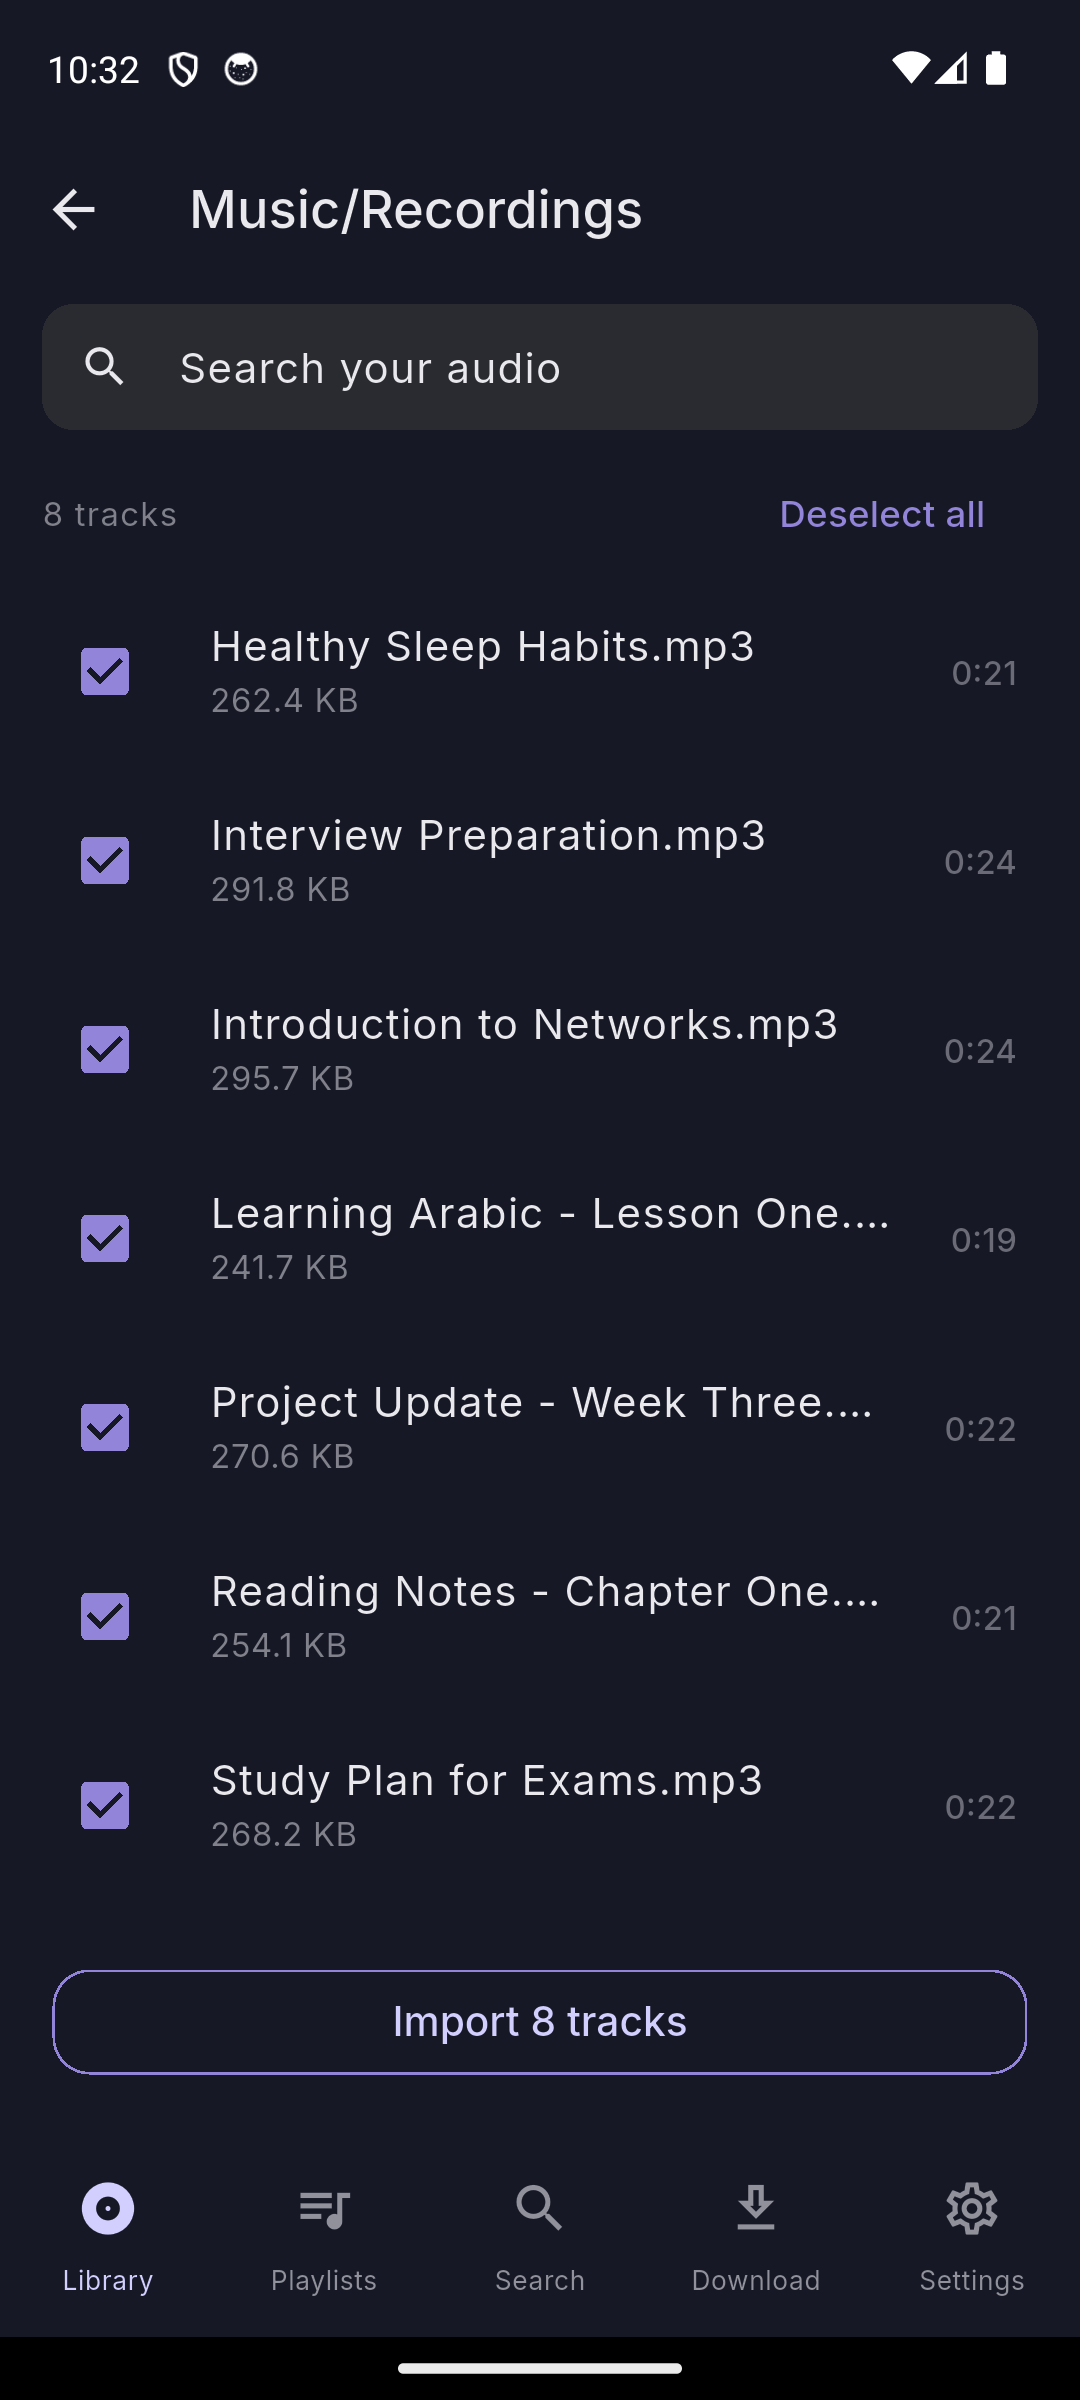 10:32
Music/Recordings
Search your audio
8 tracks
Deselect all
Healthy Sleep Habits.mp3
262.4 KB
0:21
Interview Preparation.mp3
291.8 KB
0:24
Introduction to Networks.mp3
295.7 KB
0:24
Learning Arabic - Lesson One....
241.7 KB
0:19
Project Update - Week Three....
270.6 KB
0:22
Reading Notes - Chapter One....
254.1 KB
0:21
Study Plan for Exams.mp3
268.2 KB
0:22
Import 8 tracks
Library
Playlists
Search
Download
Settings